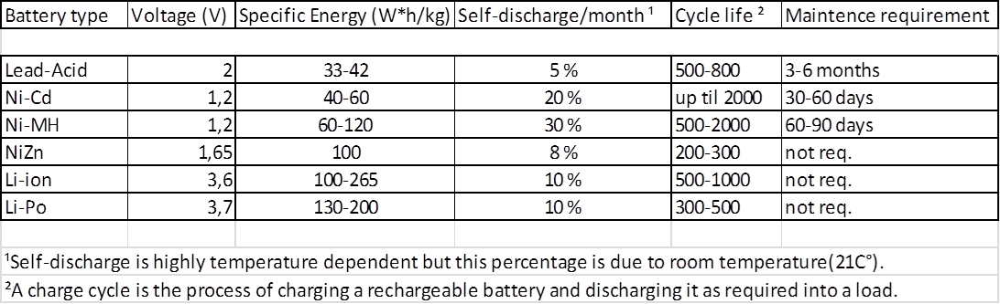 Battery type Voltage (V) Specific Energy (W*h/kg) Self-discharge/month ¹ Cycle life ² Maintence requirement
Lead-Acid 2 33-42 5 % 500-800 3-6 months
Ni-Cd 1,2 40-60 20 % up til 2000 30-60 days
Ni-MH 1,2 60-120 30 % 500-2000 60-90 days
NiZn 1,65 100 8 % 200-300 not req.
Li-ion 3,6 100-265 10 % 500-1000 not req.
Li-Po 3,7 130-200 10 % 300-500 not req.
¹Self-discharge is highly temperature dependent but this percentage is due to room temperature(21C°).
²A charge cycle is the process of charging a rechargeable battery and discharging it as required into a load.